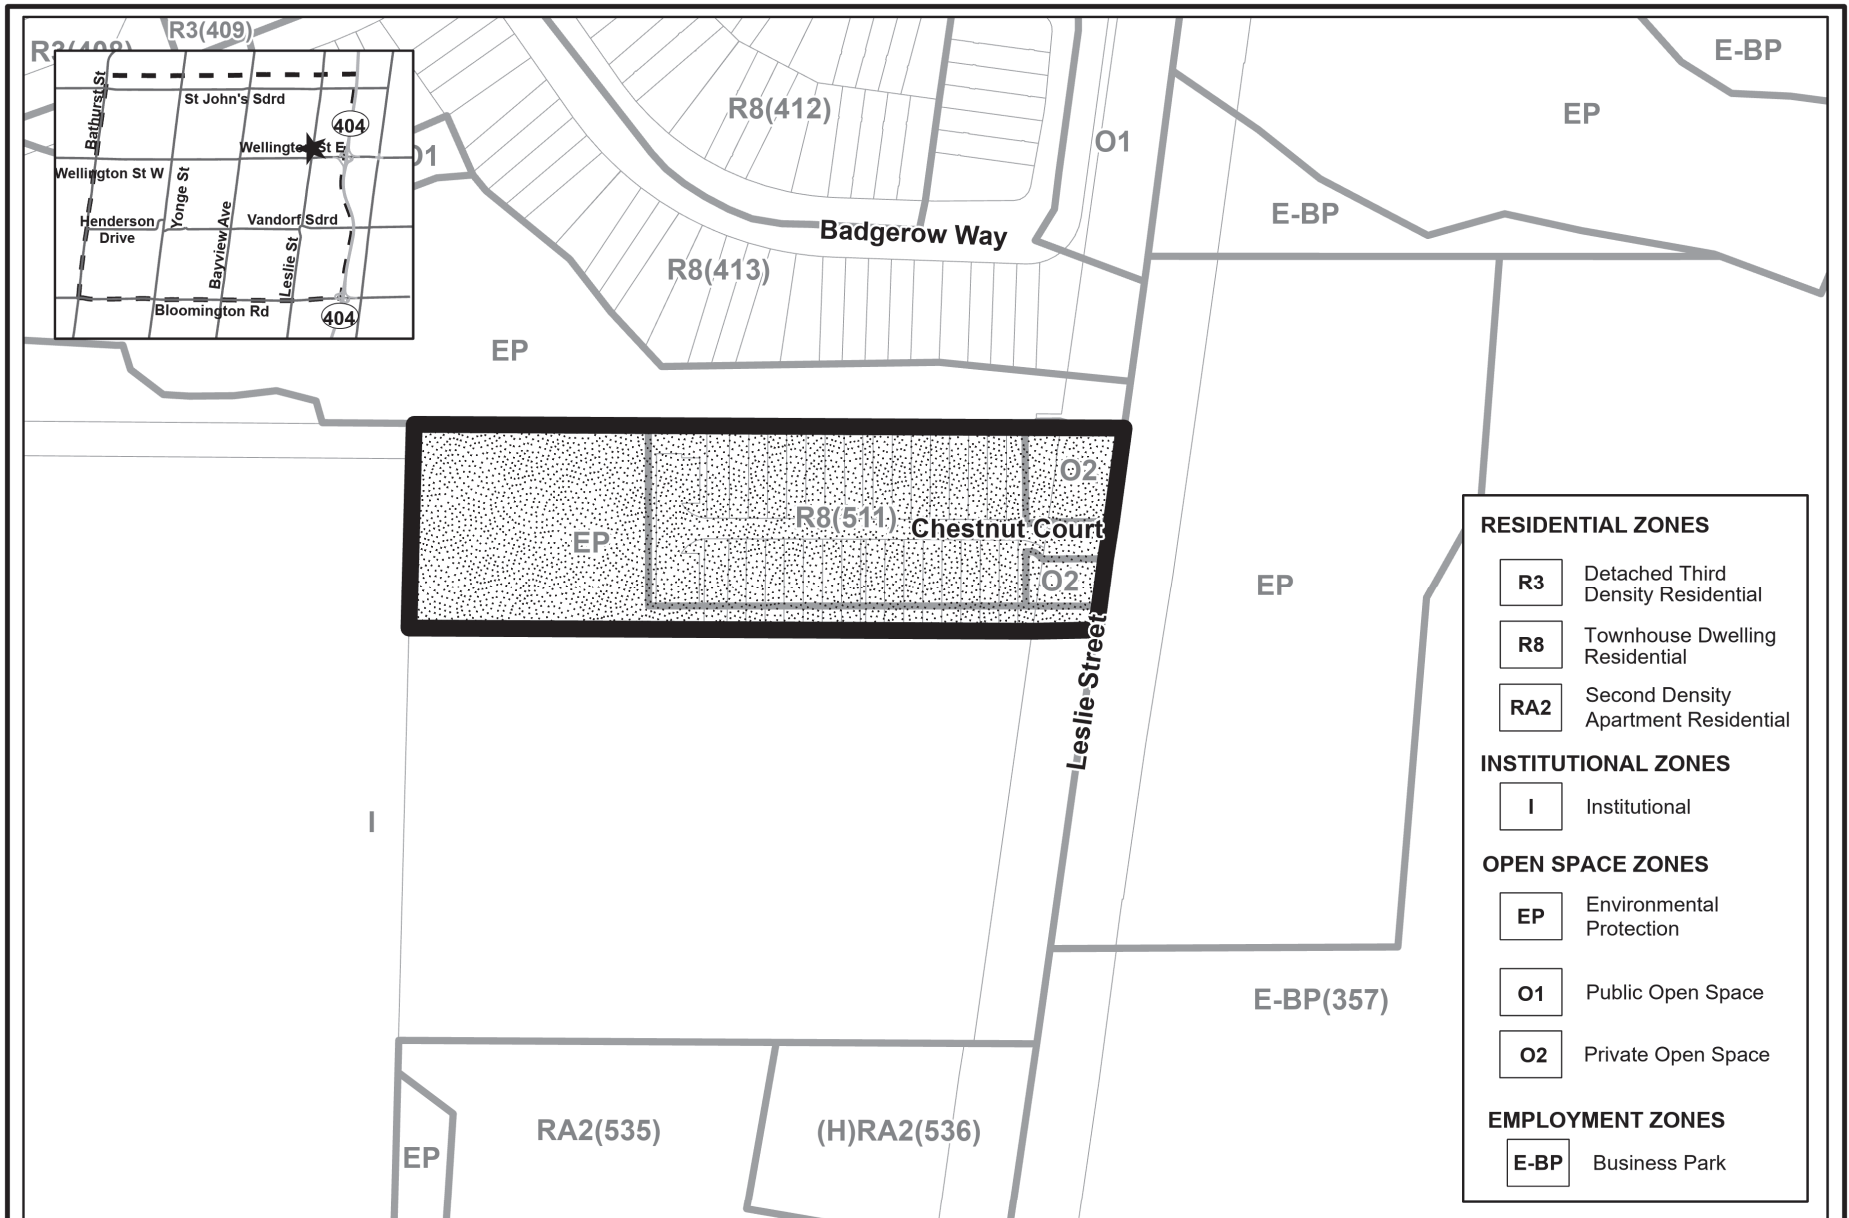 R3(409)
R3(408)
E-BP
St John's Sdrd
Bathurst St
404
Wellington St E
Wellington St W
Yonge St
Henderson
Drive
Bayview Ave
Vandorf Sdrd
Leslie St
Bloomington Rd
404
O1
R8(412)
O1
EP
E-BP
Badgerow Way
R8(413)
EP
O2
R8(511)
Chestnut Court
EP
O2
EP
Leslie Street
I
E-BP(357)
RA2(535)
(H)RA2(536)
EP
RESIDENTIAL ZONES
R3
Detached Third
Density Residential
R8
Townhouse Dwelling
Residential
RA2
Second Density
Apartment Residential
INSTITUTIONAL ZONES
I
Institutional
OPEN SPACE ZONES
EP
Environmental
Protection
O1
Public Open Space
O2
Private Open Space
EMPLOYMENT ZONES
E-BP
Business Park